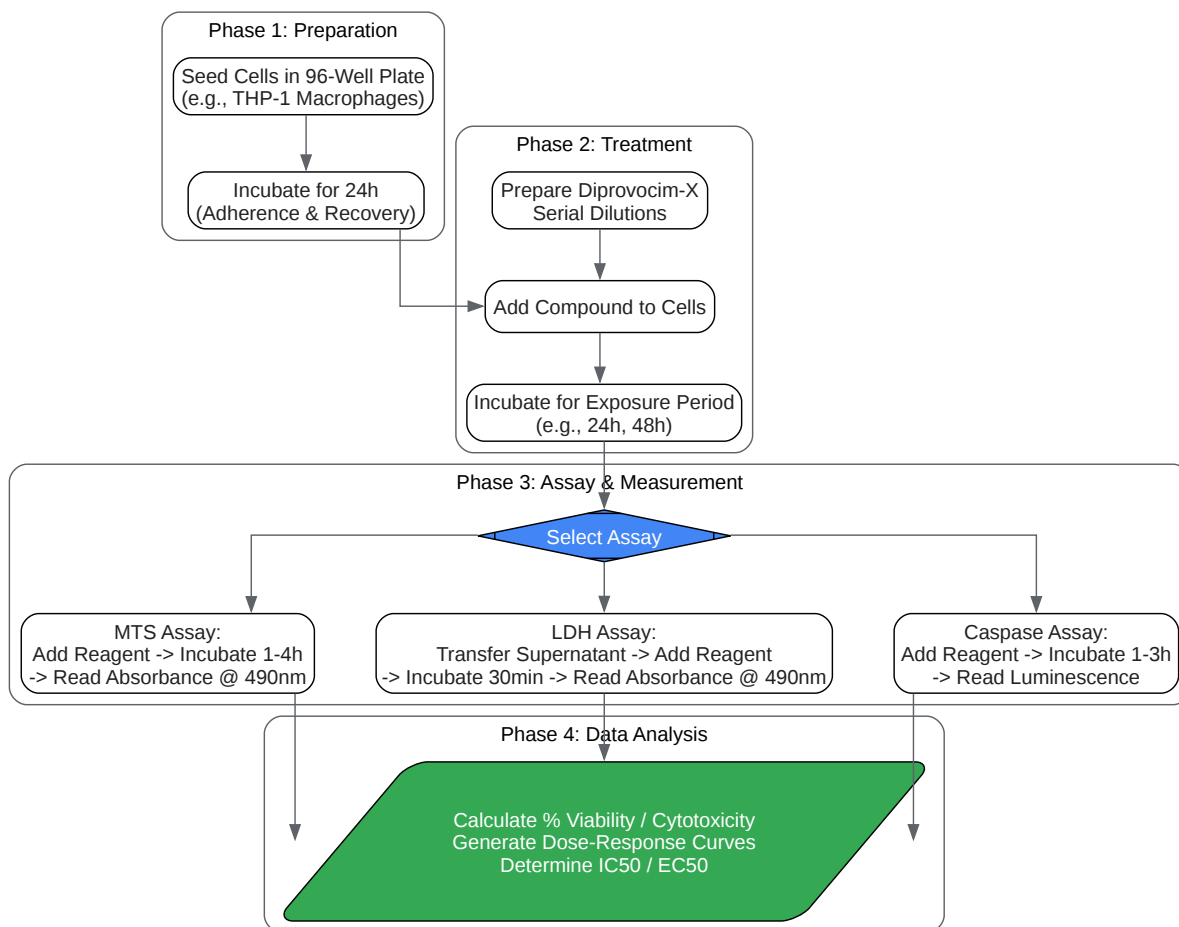 Phase 1: Preparation
Seed Cells in 96-Well Plate
(e.g., THP-1 Macrophages)
Incubate for 24h
(Adherence & Recovery)
Phase 2: Treatment
Prepare Diprovocim-X
Serial Dilutions
Add Compound to Cells
Incubate for Exposure Period
(e.g., 24h, 48h)
Phase 3: Assay & Measurement
Select Assay
MTS Assay:
Add Reagent -> Incubate 1-4h
-> Read Absorbance @ 490nm
LDH Assay:
Transfer Supernatant -> Add Reagent
-> Incubate 30min -> Read Absorbance @ 490nm
Caspase Assay:
Add Reagent -> Incubate 1-3h
-> Read Luminescence
Phase 4: Data Analysis
Calculate % Viability / Cytotoxicity
Generate Dose-Response Curves
Determine IC50 / EC50